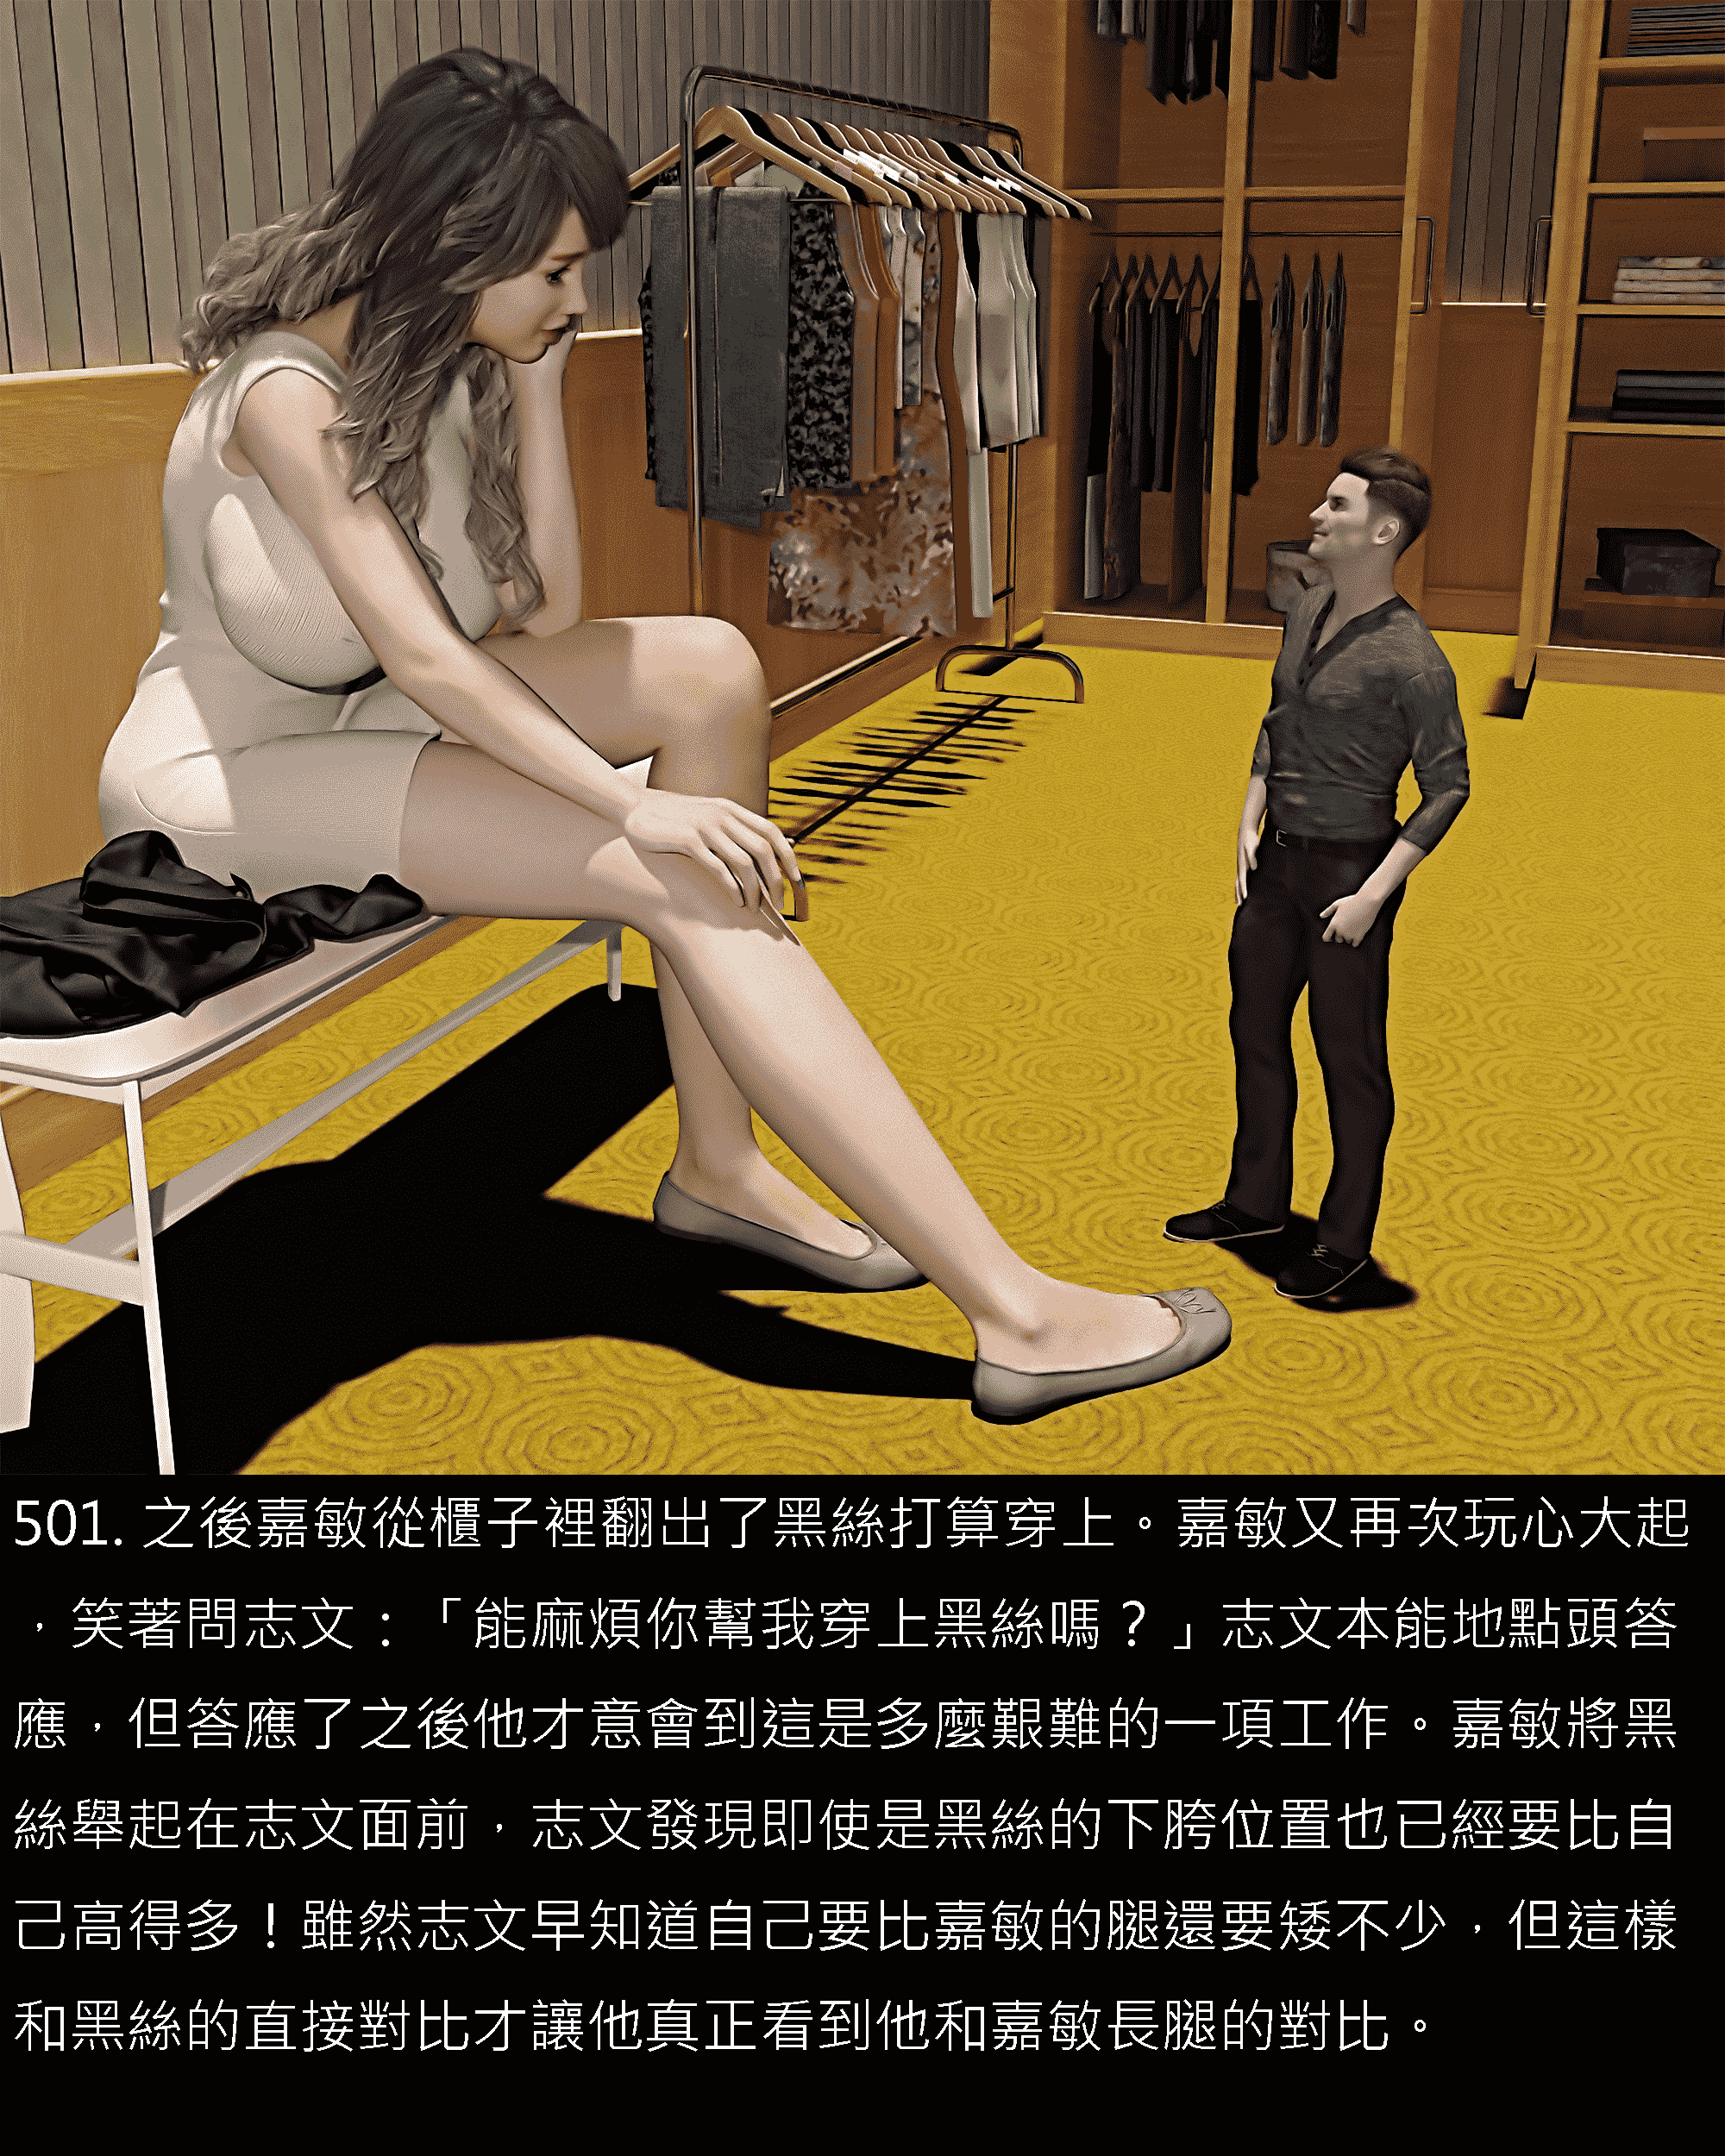 501. 之後嘉敏從櫃子裡翻出了黑絲打算穿上。嘉敏又再次玩心大起
，笑著問志文：「能麻煩你幫我穿上黑絲嗎？」志文本能地點頭答
應，但答應了之後他才意會到這是多麼艱難的一項工作。嘉敏將黑
絲舉起在志文面前，志文發現即使是黑絲的下胯位置也已經要比自
己高得多！雖然志文早知道自己要比嘉敏的腿還要矮不少，但這樣
和黑絲的直接對比才讓他真正看到他和嘉敏長腿的對比。